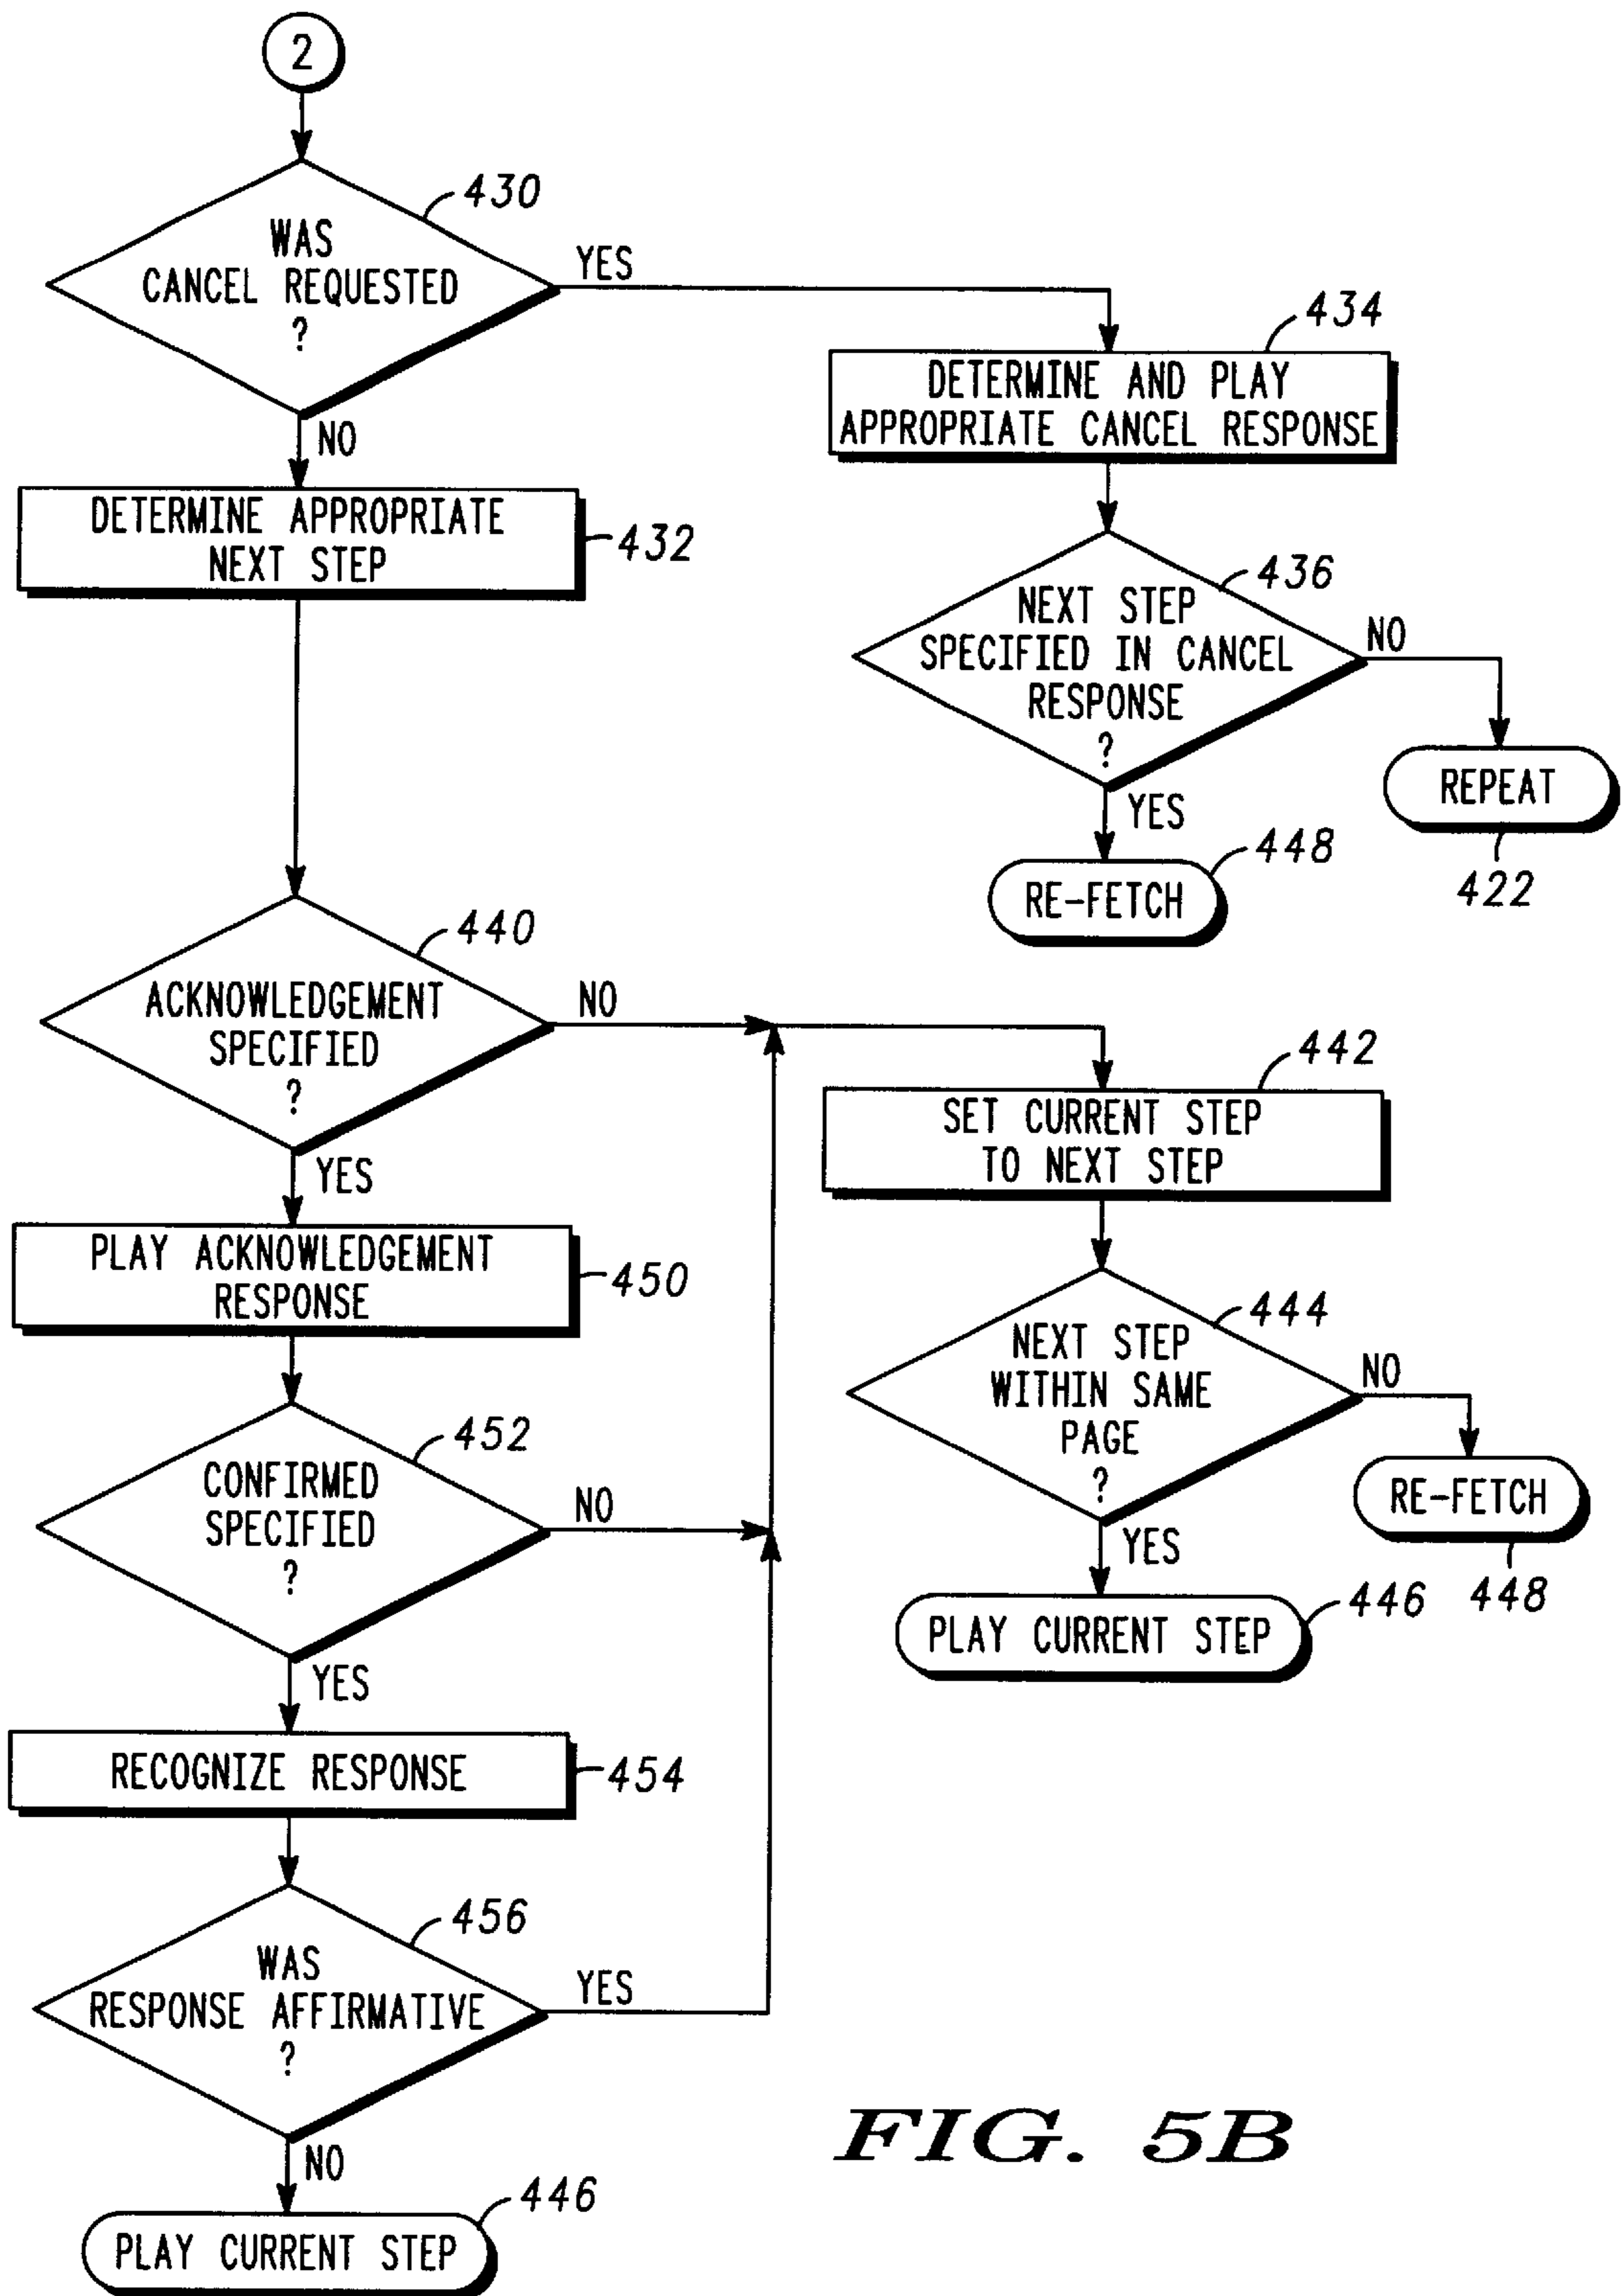 2
430
WAS
CANCEL REQUESTED
?
YES
NO
434
DETERMINE AND PLAY
APPROPRIATE CANCEL RESPONSE
DETERMINE APPROPRIATE
NEXT STEP
432
436
NEXT STEP
SPECIFIED IN CANCEL
RESPONSE
?
NO
YES
REPEAT
422
448
RE-FETCH
440
ACKNOWLEDGEMENT
SPECIFIED
?
NO
YES
442
SET CURRENT STEP
TO NEXT STEP
PLAY ACKNOWLEDGEMENT
RESPONSE
450
444
NEXT STEP
WITHIN SAME
PAGE
?
NO
YES
RE-FETCH
448
PLAY CURRENT STEP
446
452
CONFIRMED
SPECIFIED
?
NO
YES
RECOGNIZE RESPONSE
454
456
WAS
RESPONSE AFFIRMATIVE
?
YES
NO
446
PLAY CURRENT STEP
FIG. 5B